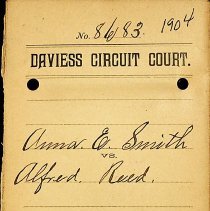 No. 8683. 1904
DAVIESS CIRCUIT COURT.
Anna E. Smith
VS.
Alfred. Reed.